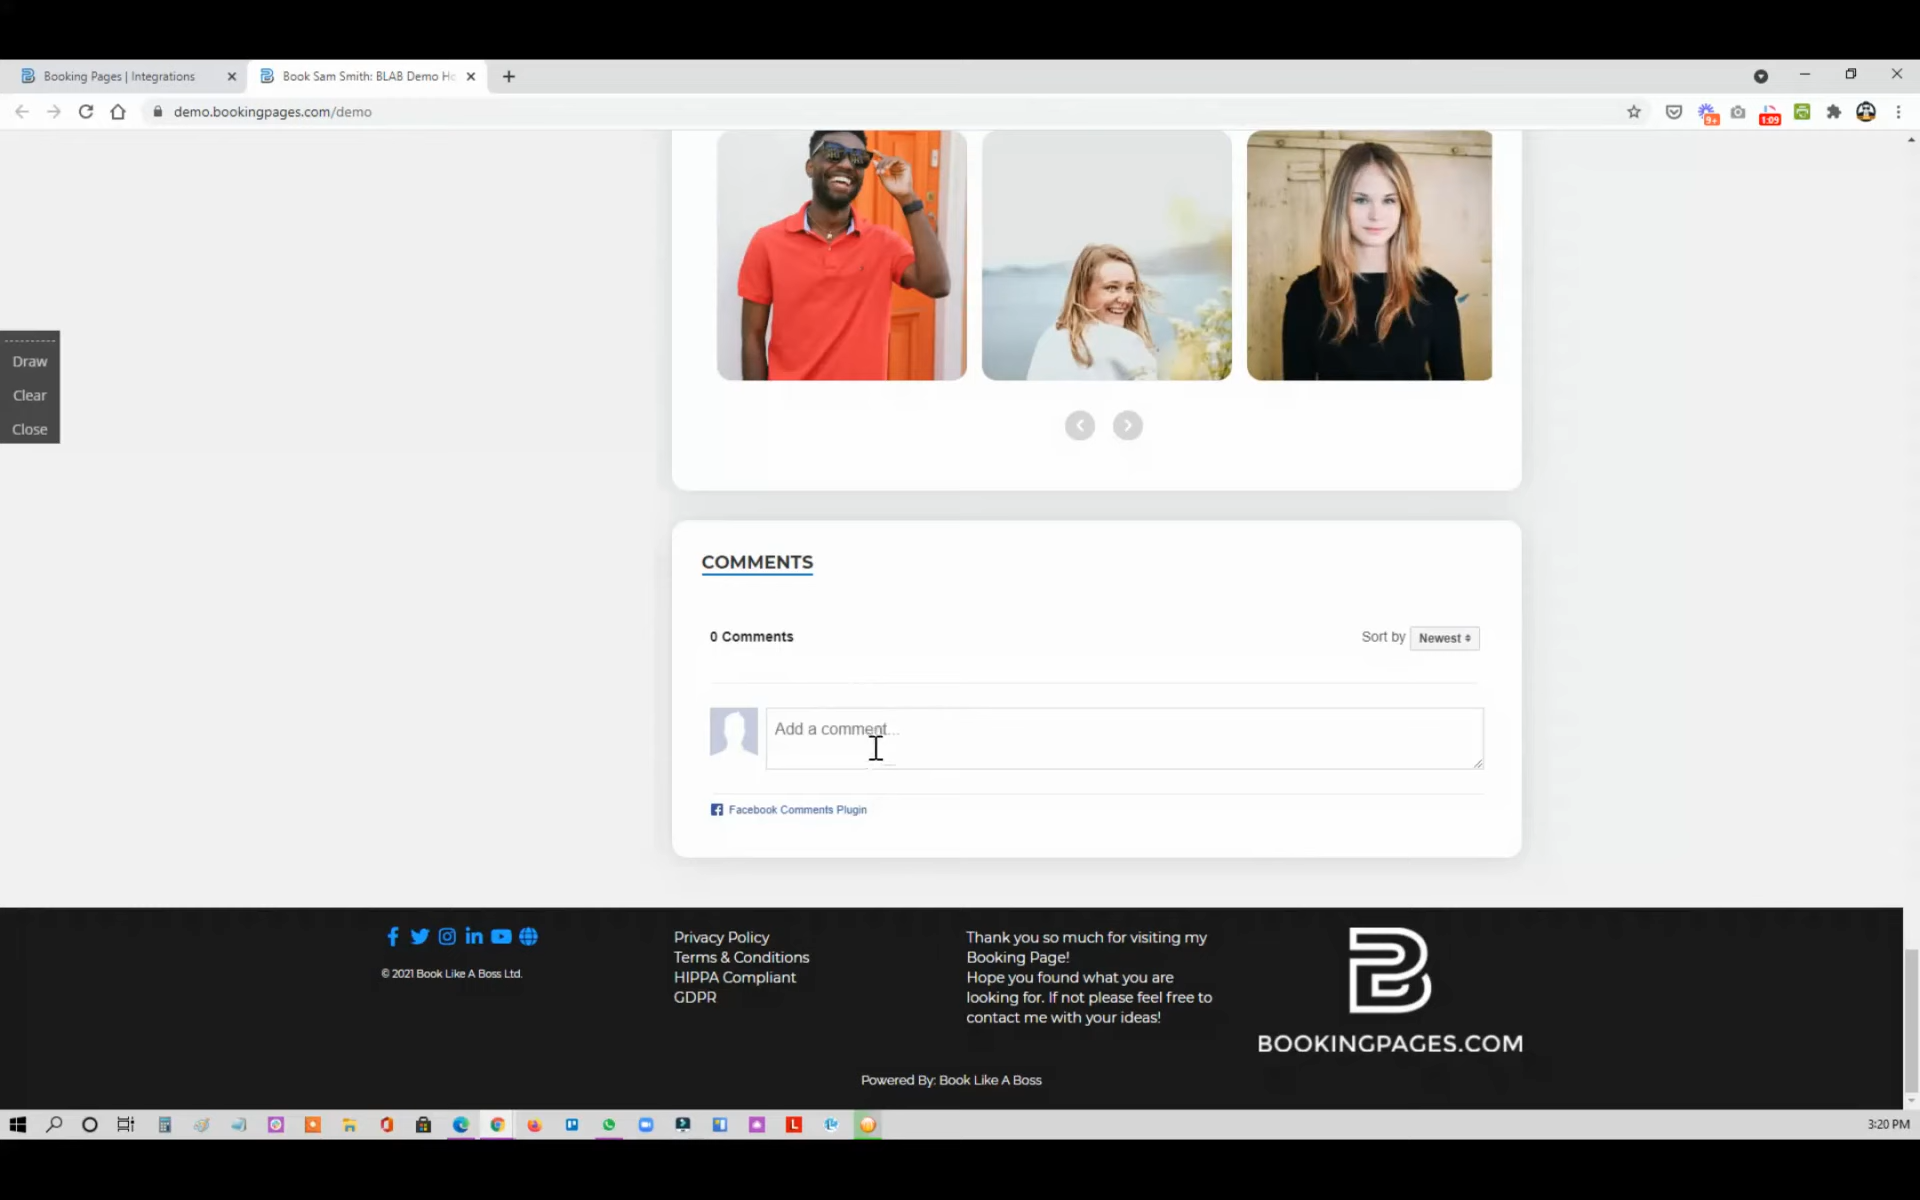 Booking Pages | Integrations
Book Sam Smith: BLAB Demo Ho
demo.bookingpages.com/demo
9+
1:09
Draw
Clear
Close
COMMENTS
0 Comments
Sort by Newest
Add a comment...
Facebook Comments Plugin
© 2021 Book Like A Boss Ltd.
Privacy Policy
Terms & Conditions
HIPPA Compliant
GDPR
Thank you so much for visiting my
Booking Page!
Hope you found what you are
looking for. If not please feel free to
contact me with your ideas!
BOOKINGPAGES.COM
Powered By: Book Like A Boss
L
3:20 PM